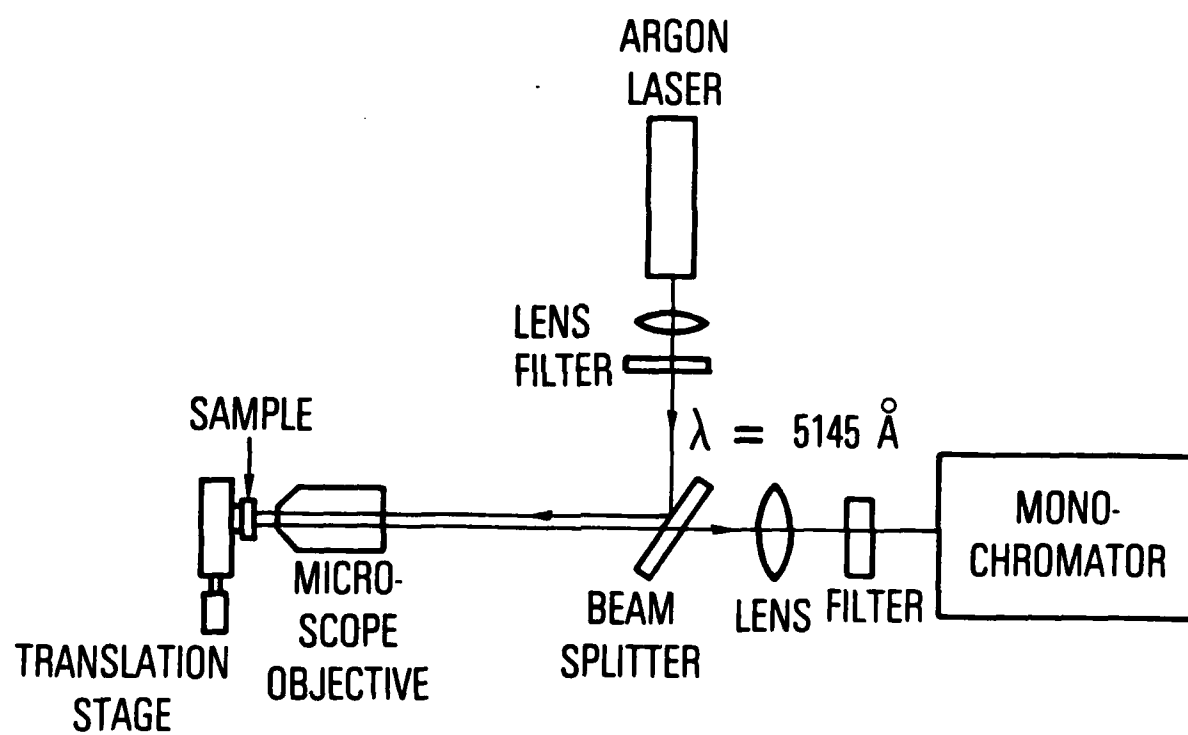 ARGON
LASER
LENS
FILTER
λ = 5145 Å
SAMPLE
MONO-
CHROMATOR
MICRO-
SCOPE
OBJECTIVE
BEAM
SPLITTER
LENS
FILTER
TRANSLATION
STAGE